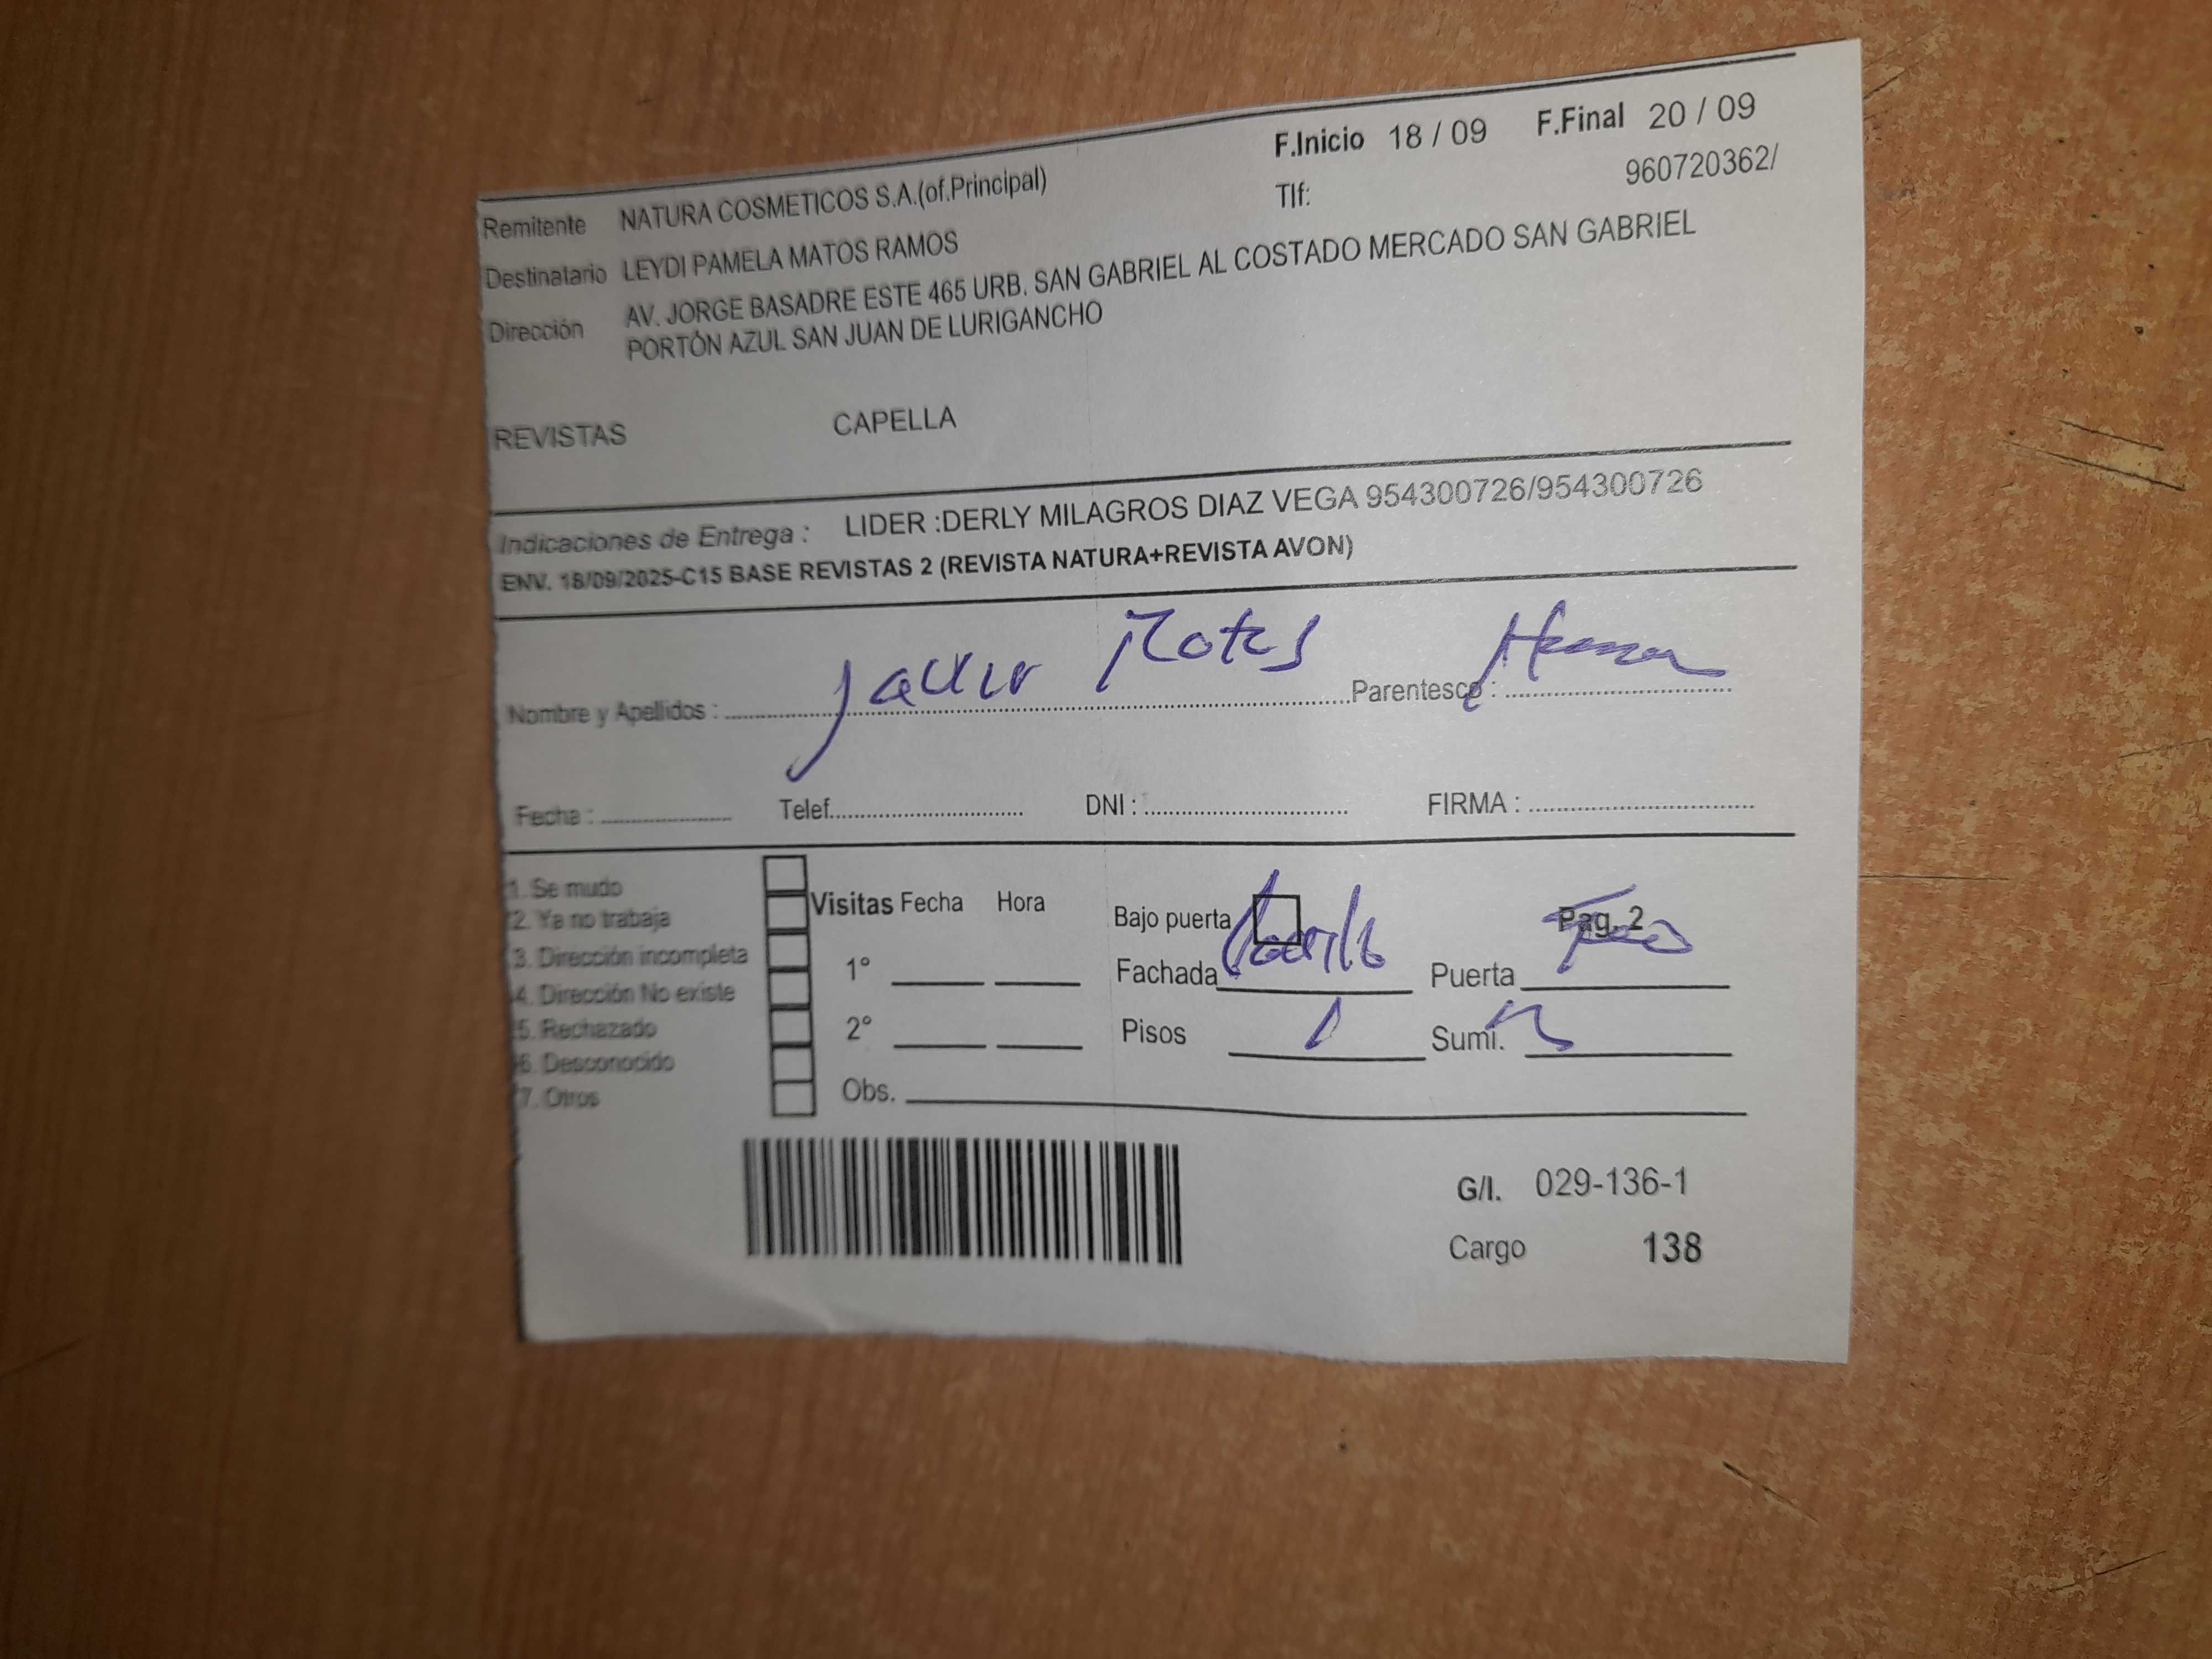 F.Inicio 18 / 09 F.Final 20 / 09
Remitente NATURA COSMETICOS S.A.(of.Principal) Tlf: 960720362/
Destinatario LEYDI PAMELA MATOS RAMOS
Dirección AV. JORGE BASADRE ESTE 465 URB. SAN GABRIEL AL COSTADO MERCADO SAN GABRIEL
PORTÓN AZUL SAN JUAN DE LURIGANCHO
REVISTAS CAPELLA
Indicaciones de Entrega : LIDER :DERLY MILAGROS DIAZ VEGA 954300726/954300726
ENV. 18/09/2025-C15 BASE REVISTAS 2 (REVISTA NATURA+REVISTA AVON)
Nombre y Apellidos : Javier Parentesco :
Fecha : Telef. DNI : FIRMA :
1. Se mudo
2. Ya no trabaja
3. Dirección incompleta
4. Dirección No existe
5. Rechazado
6. Desconocido
7. Otros
Visitas Fecha Hora
1°
2°
Obs.
Bajo puerta Pag. 2
Fachada Puerta
Pisos 1 Sumi.
G/I. 029-136-1
Cargo 138